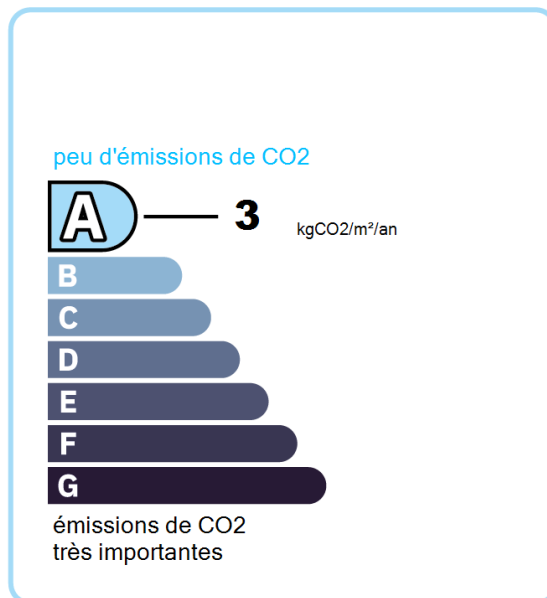 peu d'émissions de CO2
A 3 kgCO2/m²/an
B
C
D
E
F
G
émissions de CO2
très importantes